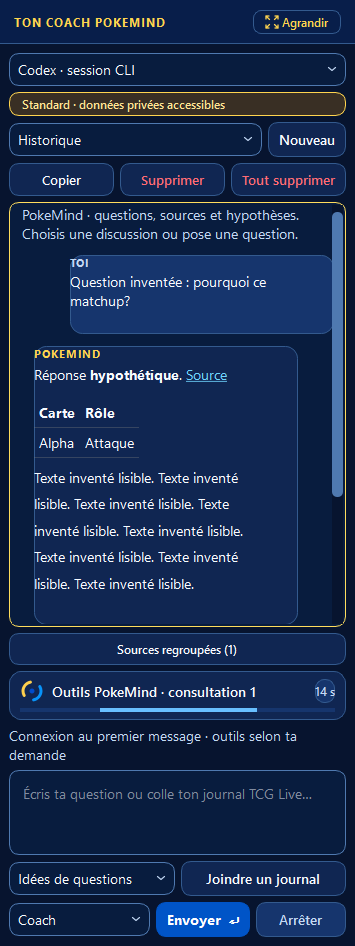 TON COACH POKEMIND
Agrandir
Codex · session CLI
Standard · données privées accessibles
Historique
Nouveau
Copier
Supprimer
Tout supprimer
PokeMind · questions, sources et hypothèses.
Choisis une discussion ou pose une question.
TOI
Question inventée : pourquoi ce
matchup?
POKEMIND
Réponse hypothétique. Source
Carte Rôle
Alpha Attaque
Texte inventé lisible. Texte inventé
lisible. Texte inventé lisible. Texte
inventé lisible. Texte inventé lisible.
Texte inventé lisible. Texte inventé
lisible. Texte inventé lisible.
Sources regroupées (1)
Outils PokeMind · consultation 1
14 s
Connexion au premier message · outils selon ta
demande
Écris ta question ou colle ton journal TCG Live...
Idées de questions
Joindre un journal
Coach
Envoyer
Arrêter